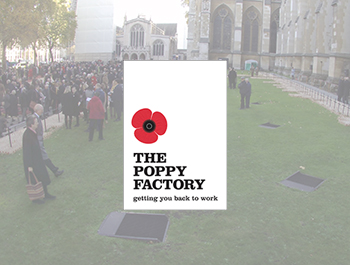 THE
POPPY
FACTORY
getting you back to work